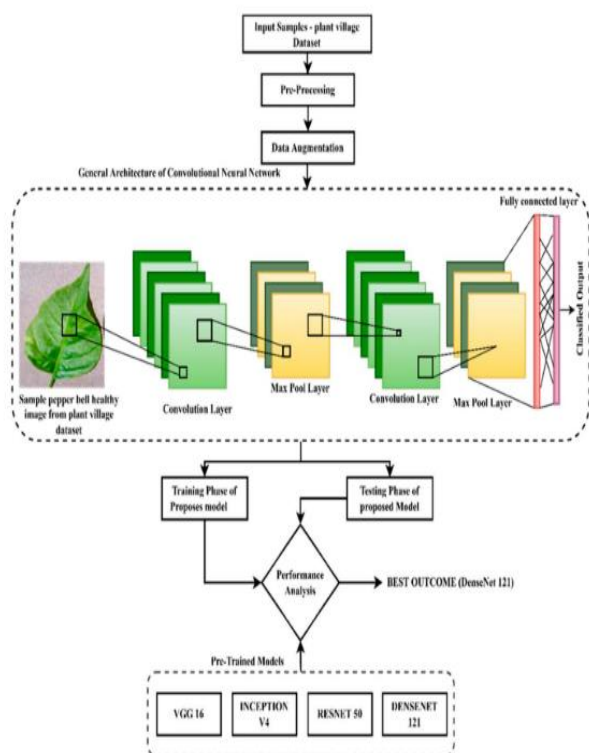 Input Samples - plant village
Dataset
Pre-Processing
Data Augmentation
General Architecture of Convolutional Neural Network
Fully connected layer
Classified Output
Sample pepper bell healthy
image from plant village
dataset
Convolution Layer
Max Pool Layer
Convolution Layer
Max Pool Layer
Training Phase of
Proposes model
Testing Phase of
proposed Model
Performance
Analysis
BEST OUTCOME (DenseNet 121)
Pre-Trained Models
VGG 16
INCEPTION
V4
RESNET 50
DENSENET
121